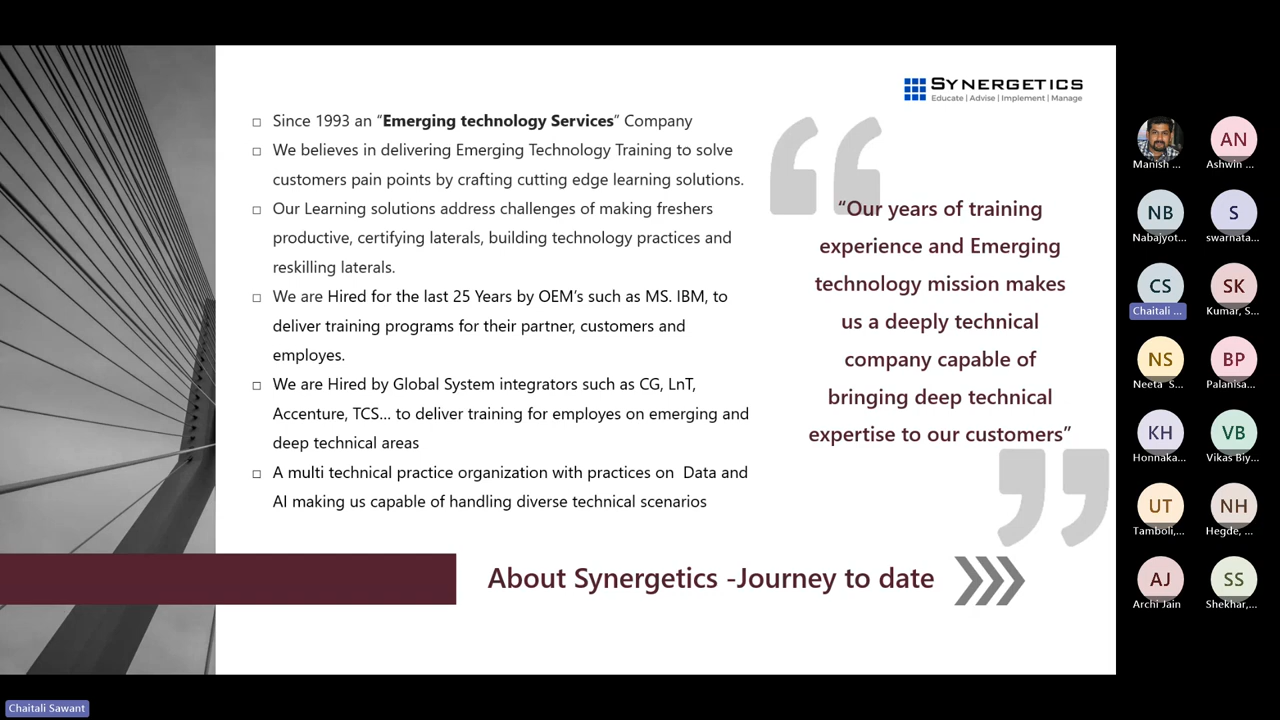 SYNERGETICS
Educate | Advise | Implement | Manage
□ Since 1993 an “Emerging technology Services” Company
□ We believes in delivering Emerging Technology Training to solve
customers pain points by crafting cutting edge learning solutions.
□ Our Learning solutions address challenges of making freshers
productive, certifying laterals, building technology practices and
reskilling laterals.
□ We are Hired for the last 25 Years by OEM’s such as MS. IBM, to
deliver training programs for their partner, customers and
employes.
□ We are Hired by Global System integrators such as CG, LnT,
Accenture, TCS... to deliver training for employes on emerging and
deep technical areas
□ A multi technical practice organization with practices on Data and
AI making us capable of handling diverse technical scenarios
“Our years of training
experience and Emerging
technology mission makes
us a deeply technical
company capable of
bringing deep technical
expertise to our customers”
About Synergetics -Journey to date
Manish ...
AN
Ashwin ...
NB
Nabajyot...
S
swarnata...
CS
Chaitali ...
SK
Kumar, S...
NS
Neeta S...
BP
Palanisa...
KH
Honnaka...
VB
Vikas Biy...
UT
Tamboli,...
NH
Hegde, ...
AJ
Archi Jain
SS
Shekhar,...
Chaitali Sawant